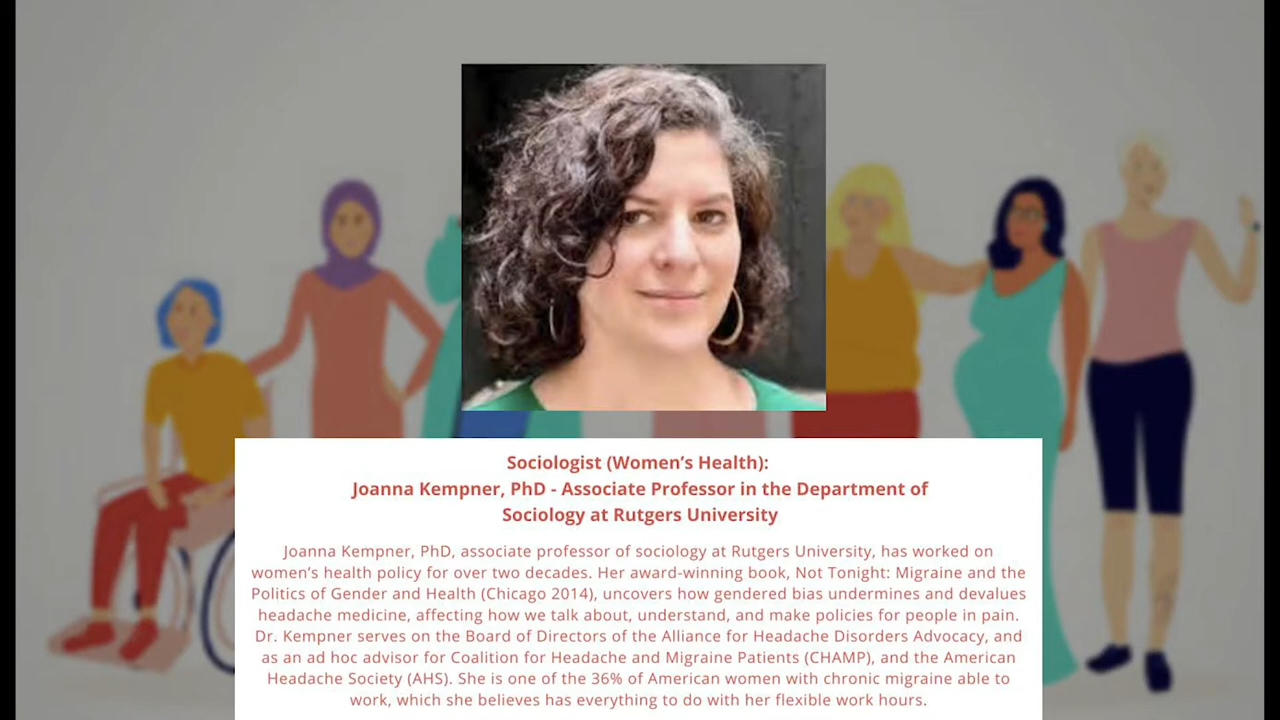 Sociologist (Women’s Health):
Joanna Kempner, PhD - Associate Professor in the Department of
Sociology at Rutgers University
Joanna Kempner, PhD, associate professor of sociology at Rutgers University, has worked on
women’s health policy for over two decades. Her award-winning book, Not Tonight: Migraine and the
Politics of Gender and Health (Chicago 2014), uncovers how gendered bias undermines and devalues
headache medicine, affecting how we talk about, understand, and make policies for people in pain.
Dr. Kempner serves on the Board of Directors of the Alliance for Headache Disorders Advocacy, and
as an ad hoc advisor for Coalition for Headache and Migraine Patients (CHAMP), and the American
Headache Society (AHS). She is one of the 36% of American women with chronic migraine able to
work, which she believes has everything to do with her flexible work hours.